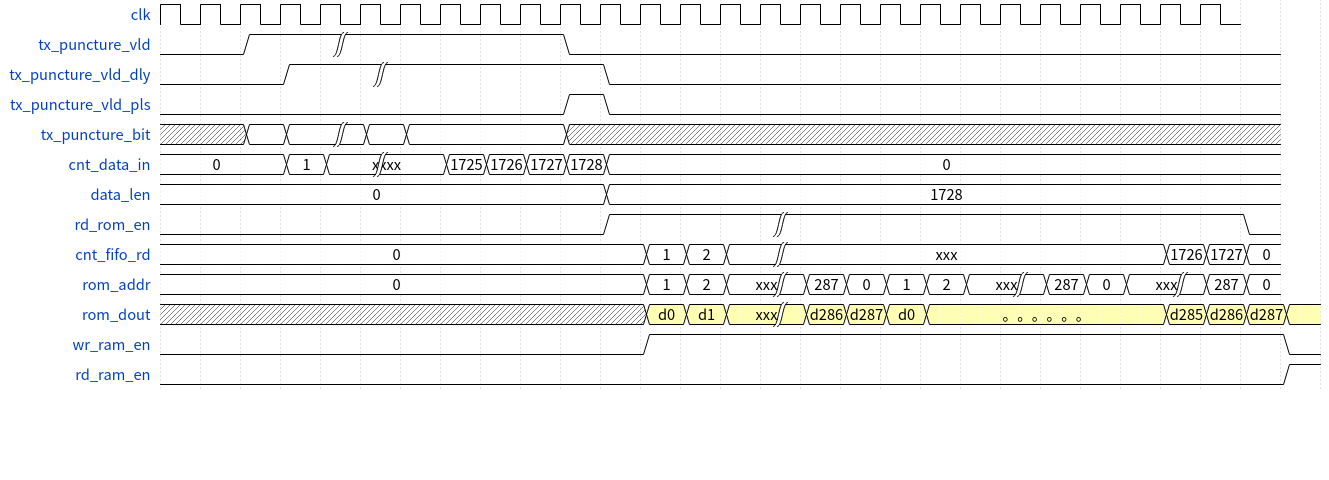 clk
tx_puncture_vld
tx_puncture_vld_dly
tx_puncture_vld_pls
tx_puncture_bit
cnt_data_in 0 1 xxxx 1725 1726 1727 1728 0
data_len 0 1728
rd_rom_en
cnt_fifo_rd 0 1 2 xxx 1726 1727 0
rom_addr 0 1 2 xxx 287 0 1 2 xxx 287 0 xxx 287 0
rom_dout d0 d1 xxx d286 d287 d0 。。。。。。 d285 d286 d287
wr_ram_en
rd_ram_en